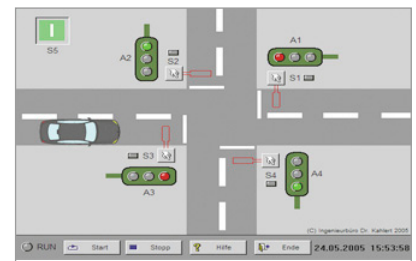 A1
A2
S2
S5
S1
S3
S4
A4
A3
(C) Ingenieurbüro Dr. Kahlert 2005
RUN Start Stopp Hilfe Ende 24.05.2005 15:53:58